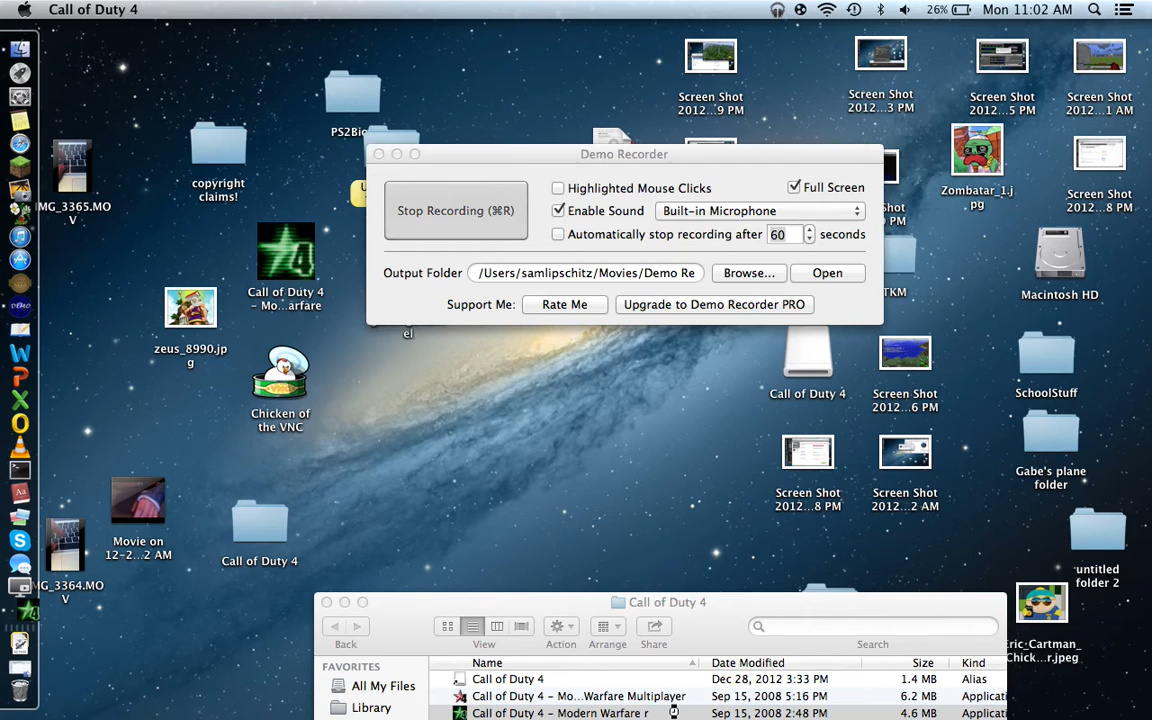 Call of Duty 4
26%
Mon 11:02 AM
Screen Shot
2012...9 PM
Screen Shot
2012...3 PM
Screen Shot
2012...5 PM
Screen Shot
2012...1 AM
PS2Bio
copyright
claims!
IMG_3365.MO
V
Demo Recorder
Stop Recording (⌘R)
Highlighted Mouse Clicks
Full Screen
Enable Sound
Built-in Microphone
Automatically stop recording after
60
seconds
Output Folder
/Users/samlipschitz/Movies/Demo Re
Browse...
Open
Support Me:
Rate Me
Upgrade to Demo Recorder PRO
el
Zombatar_1.j
pg
Screen Shot
2012...8 PM
TKM
Macintosh HD
Call of Duty 4
- Mo...arfare
zeus_8990.jp
g
Chicken of
the VNC
Call of Duty 4
Screen Shot
2012...6 PM
SchoolStuff
Screen Shot
2012...8 PM
Screen Shot
2012...2 AM
Gabe's plane
folder
Movie on
12-2...2 AM
Call of Duty 4
IMG_3364.MO
V
untitled
folder 2
Eric-Cartman_
Chick...r.jpeg
Call of Duty 4
Back
View
Action
Arrange
Share
Search
FAVORITES
All My Files
Library
Name
Date Modified
Size
Kind
Call of Duty 4
Dec 28, 2012 3:33 PM
1.4 MB
Alias
Call of Duty 4 – Mo...Warfare Multiplayer
Sep 15, 2008 5:16 PM
6.2 MB
Applicati
Call of Duty 4 – Modern Warfare r
Sep 15, 2008 2:48 PM
4.6 MB
Applicati